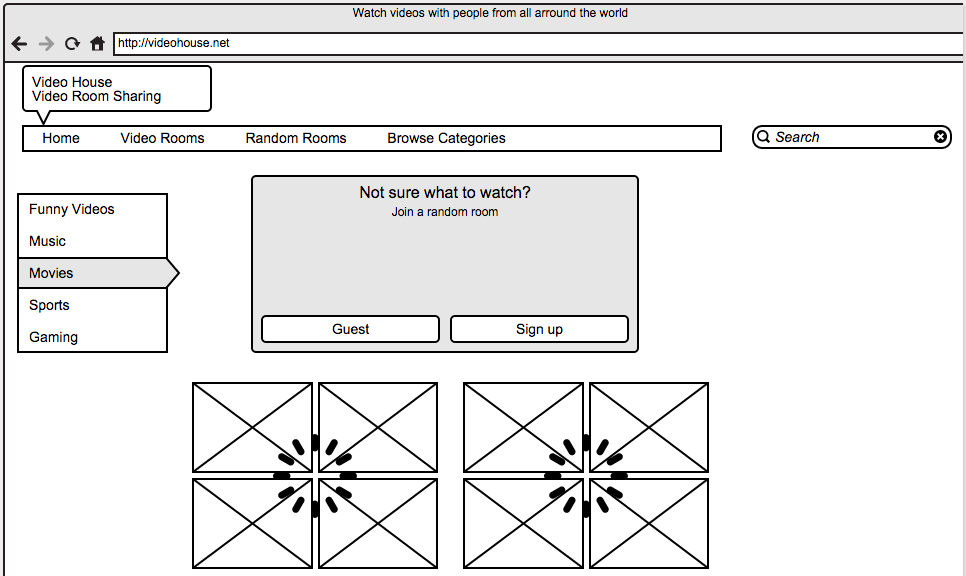 Watch videos with people from all arround the world
http://videohouse.net
Video House
Video Room Sharing
Home Video Rooms Random Rooms Browse Categories
Search
Not sure what to watch?
Join a random room
Funny Videos
Music
Movies
Sports
Gaming
Guest Sign up